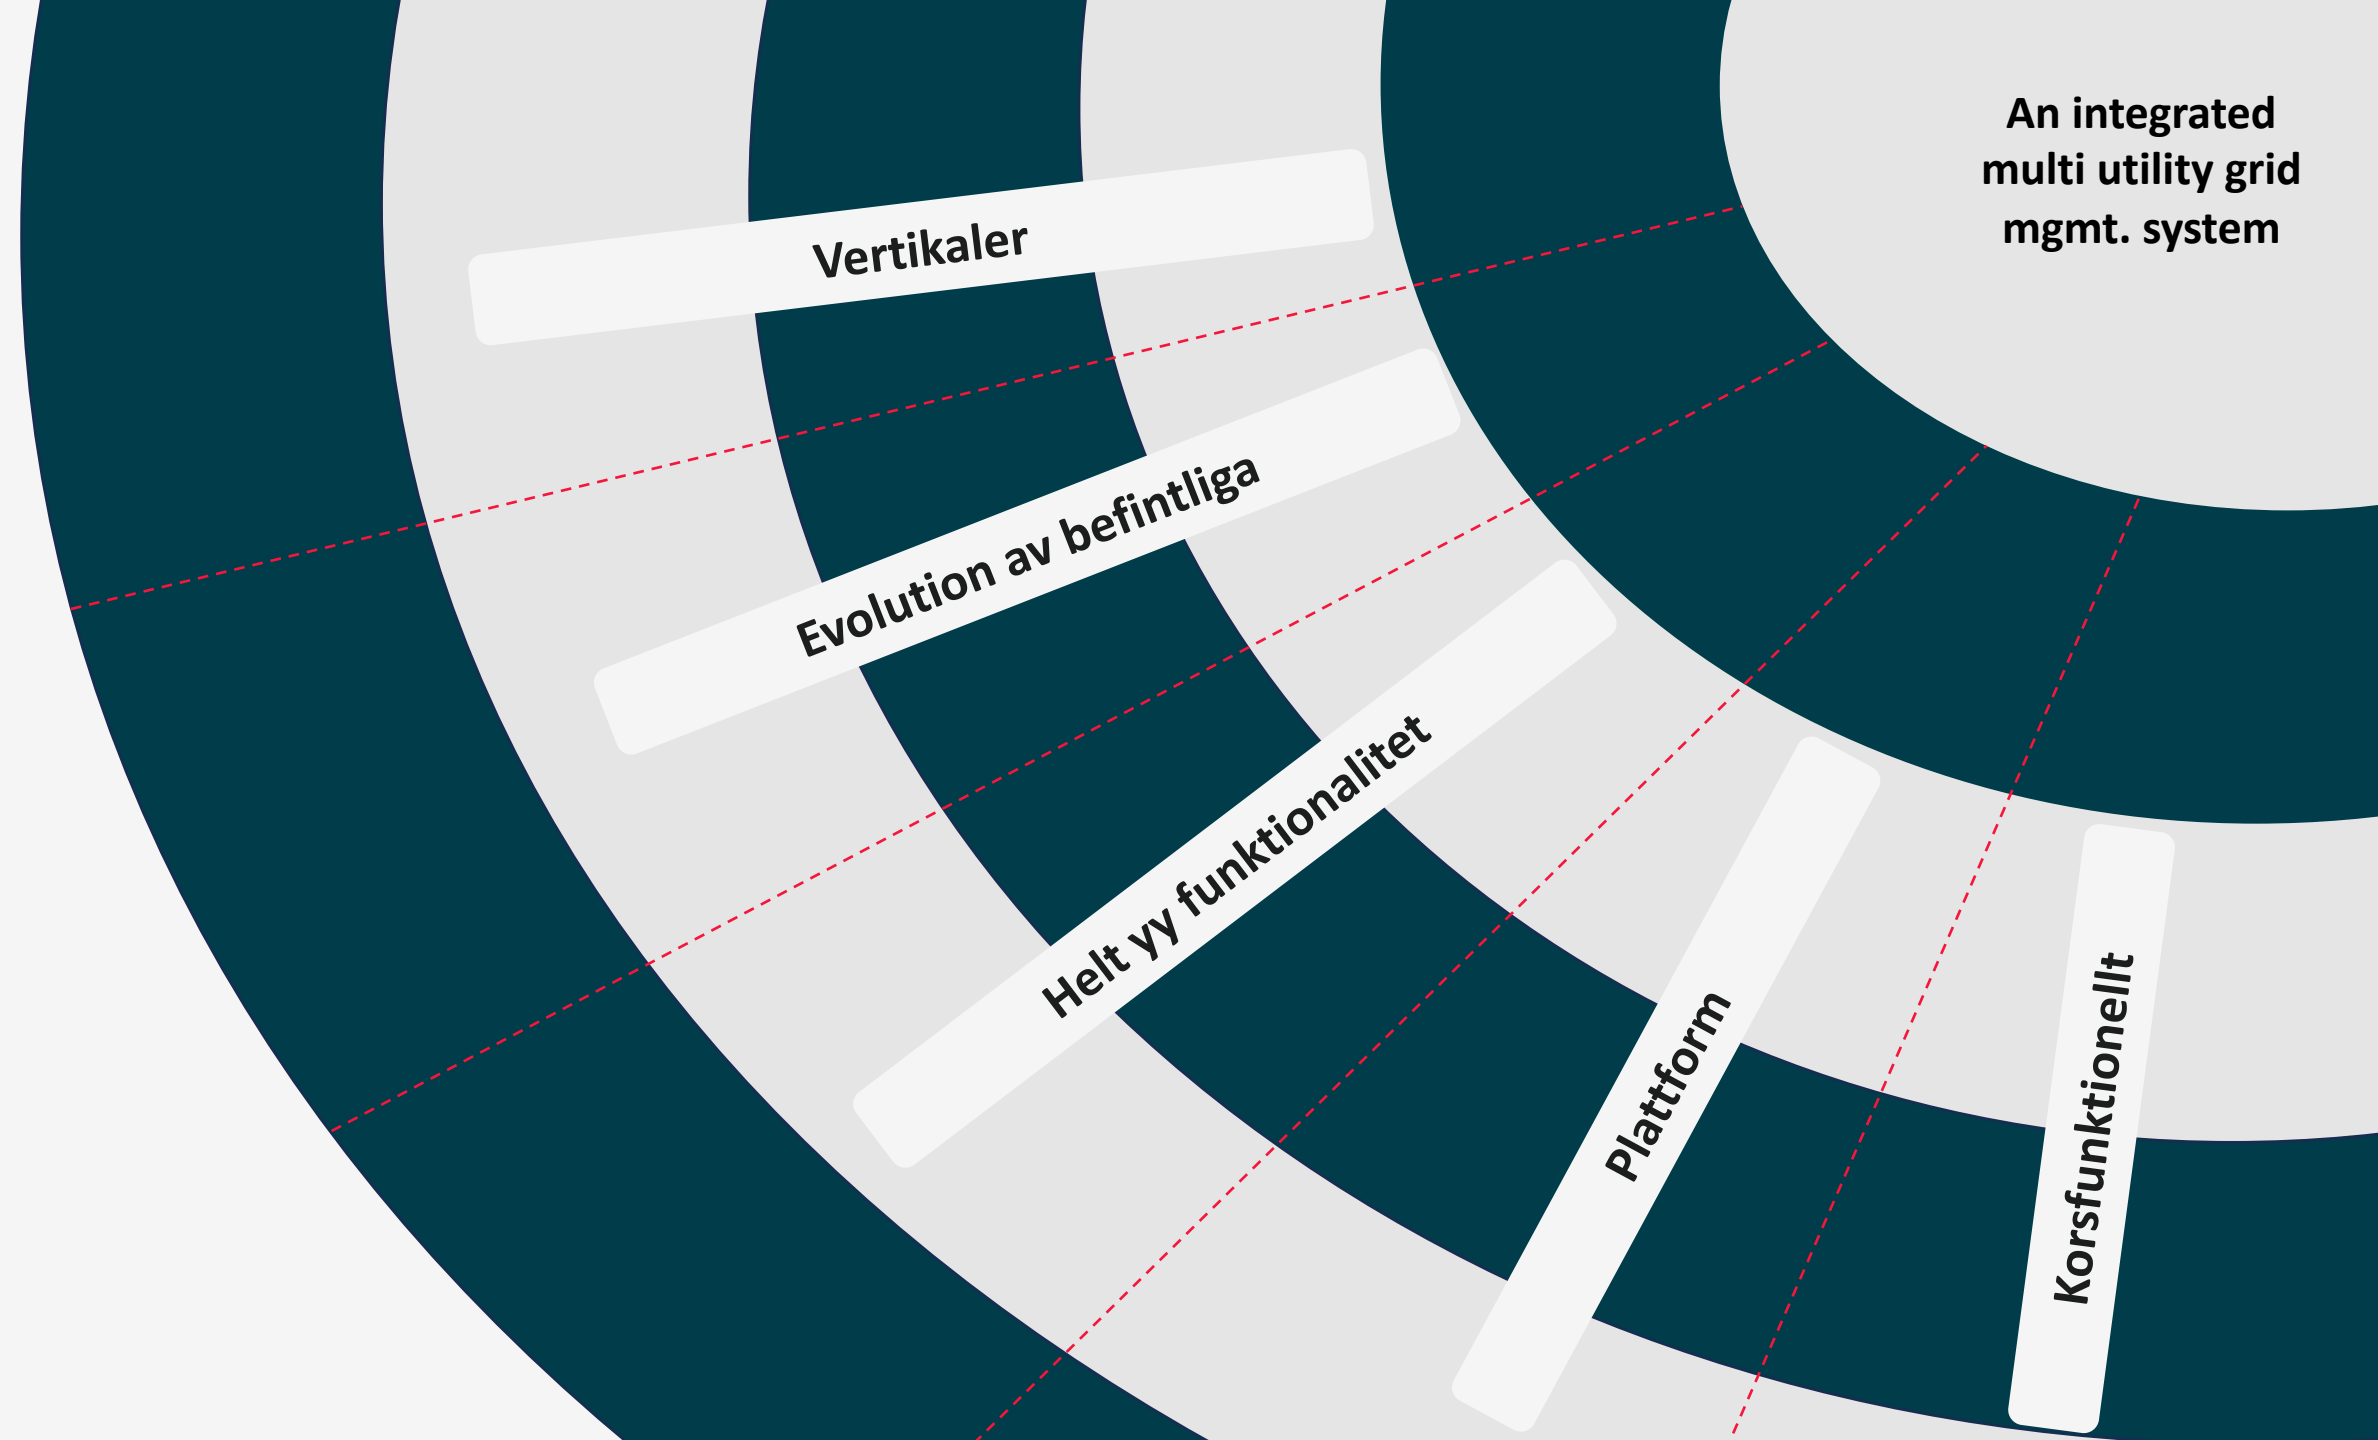 An integrated
multi utility grid
mgmt. system
Vertikaler
Evolution av befintliga
Helt yy funktionalitet
Plattform
Korsfunktionellt